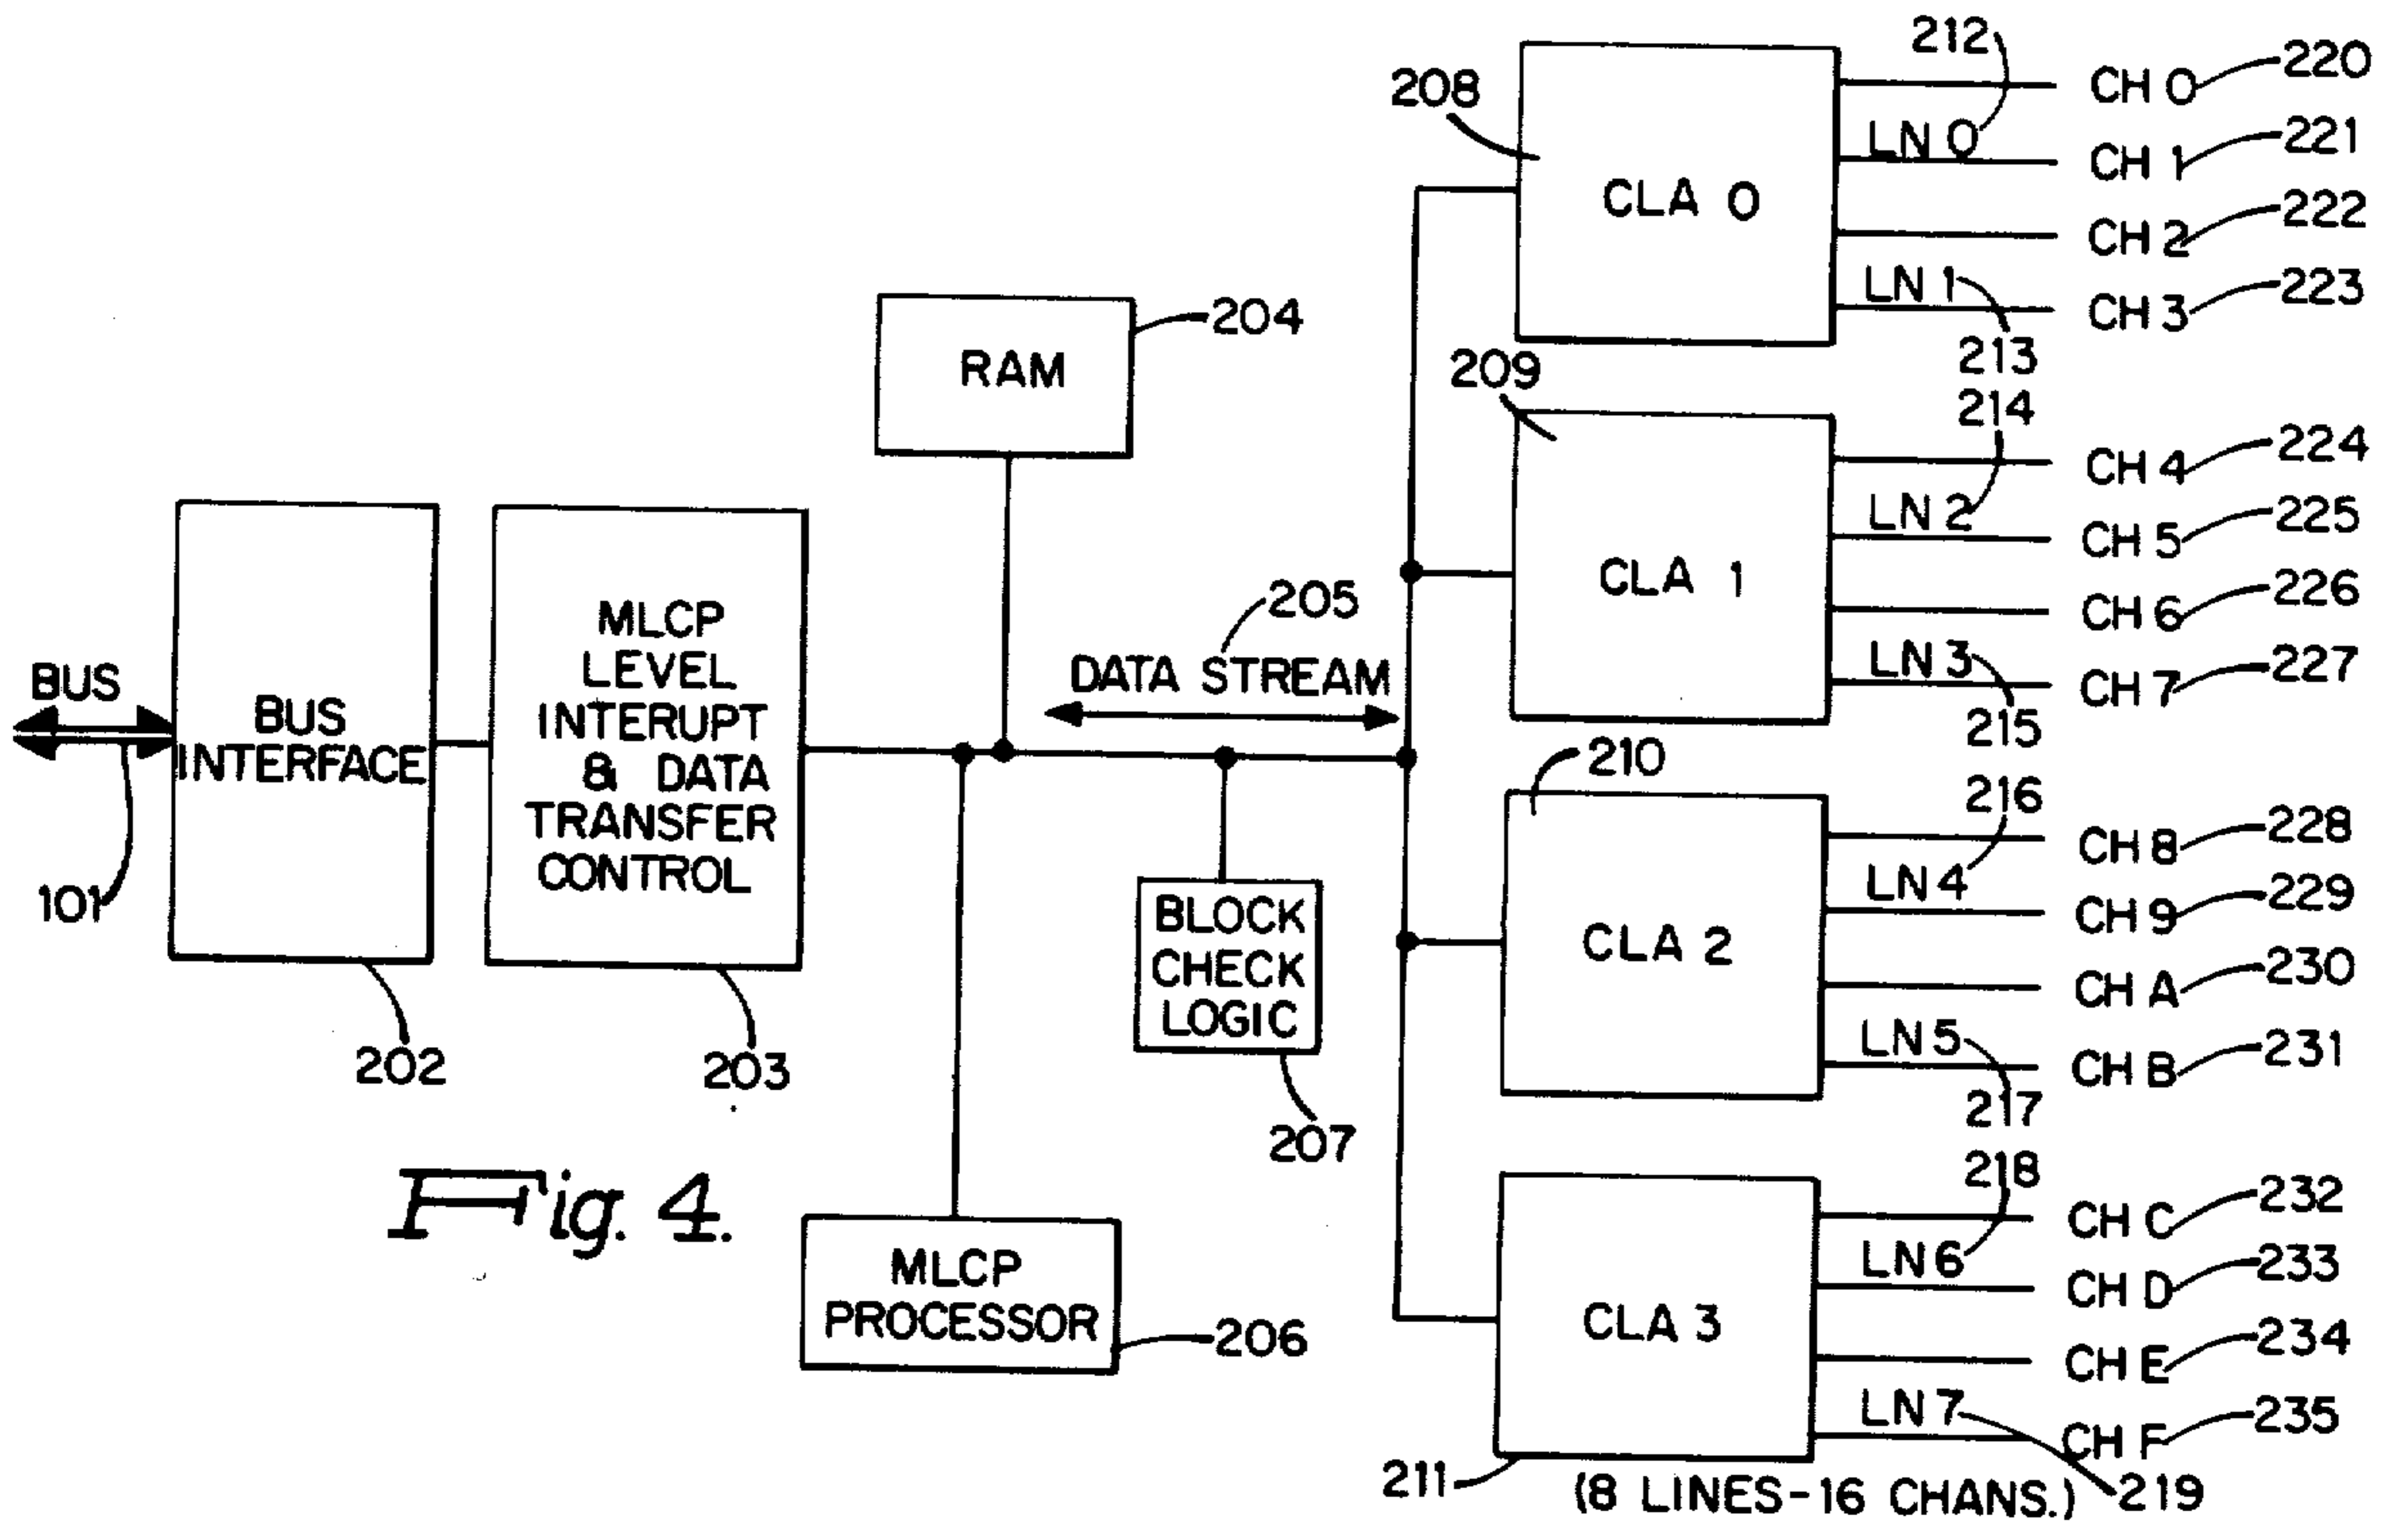 BUS
101
BUS
INTERFACE
202
MLCP
LEVEL
INTERUPT
& DATA
TRANSFER
CONTROL
203
RAM
204
205
DATA STREAM
MLCP
PROCESSOR
206
BLOCK
CHECK
LOGIC
207
208
CLA 0
212
LN 0
LN 1
213
CH 0
220
CH 1
221
CH 2
222
CH 3
223
209
CLA 1
214
LN 2
LN 3
215
CH 4
224
CH 5
225
CH 6
226
CH 7
227
210
CLA 2
216
LN 4
LN 5
217
CH 8
228
CH 9
229
CH A
230
CH B
231
211
CLA 3
218
LN 6
LN 7
219
CH C
232
CH D
233
CH E
234
CH F
235
(8 LINES-16 CHANS.)
Fig. 4.